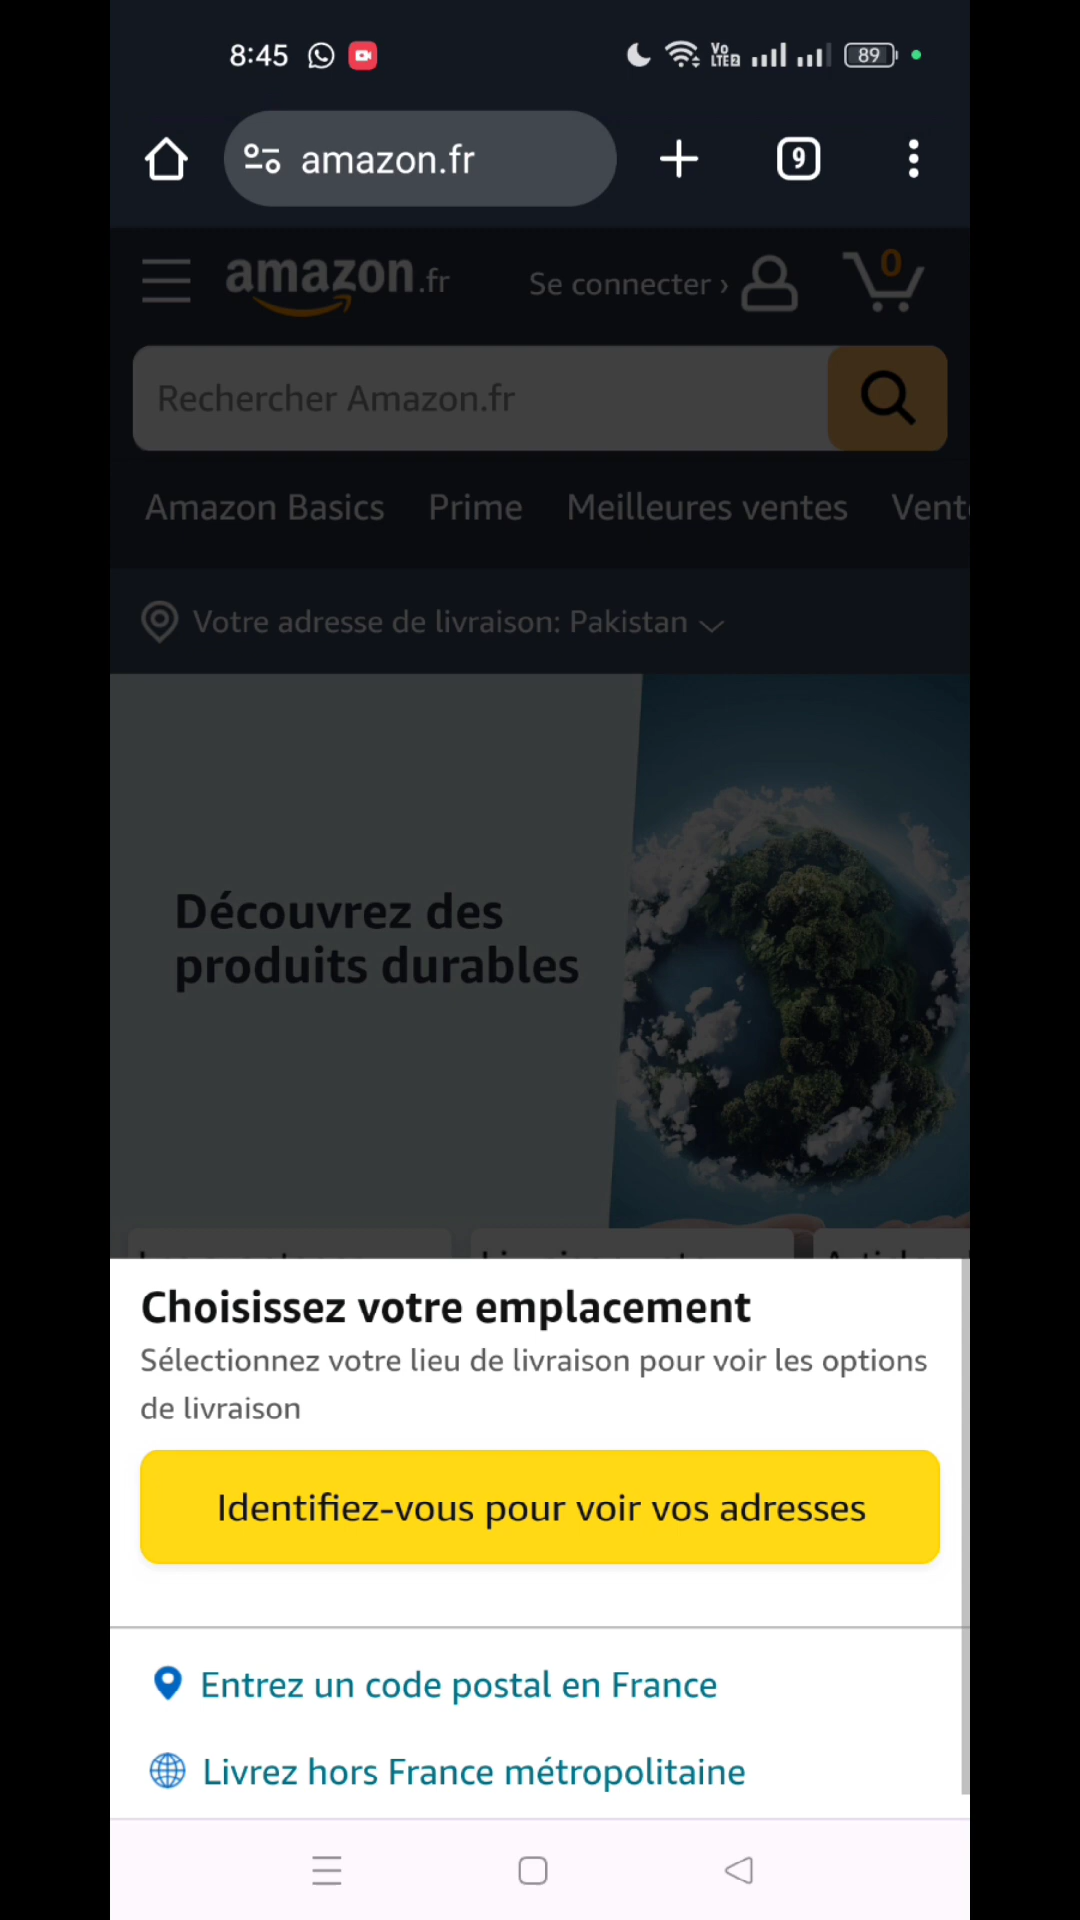 8:45
Vo
LTE2
89
amazon.fr
9
amazon.fr
Se connecter ›
0
Rechercher Amazon.fr
Amazon Basics Prime Meilleures ventes Vent
Votre adresse de livraison: Pakistan
Découvrez des
produits durables
Choisissez votre emplacement
Sélectionnez votre lieu de livraison pour voir les options
de livraison
Identifiez-vous pour voir vos adresses
Entrez un code postal en France
Livrez hors France métropolitaine